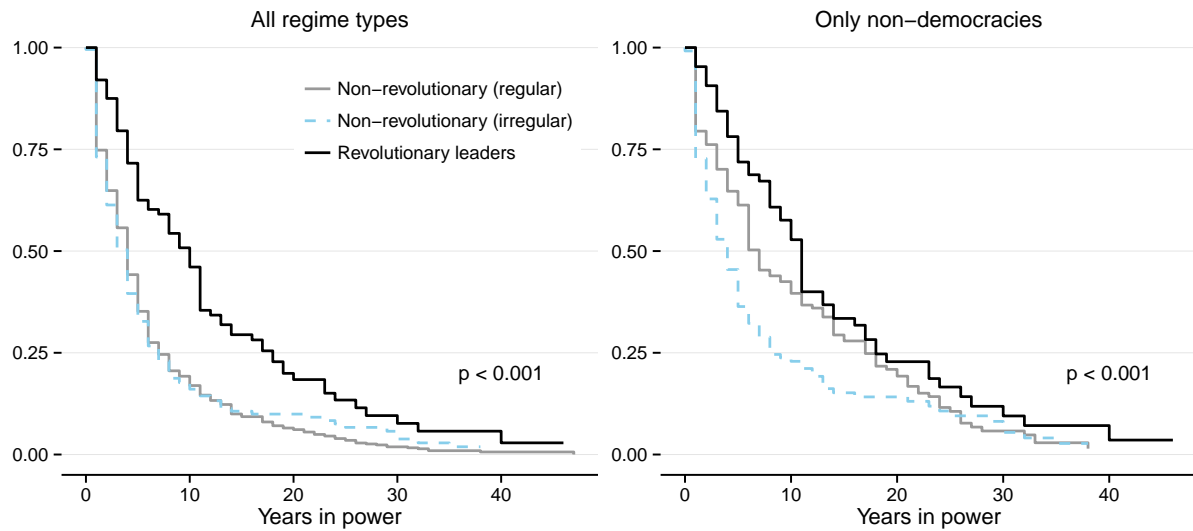 All regime types
1.00
0.75
0.50
0.25
0.00
Non−revolutionary (regular)
Non−revolutionary (irregular)
Revolutionary leaders
p < 0.001
0 10 20 30 40
Years in power
Only non−democracies
1.00
0.75
0.50
0.25
0.00
p < 0.001
0 10 20 30 40
Years in power